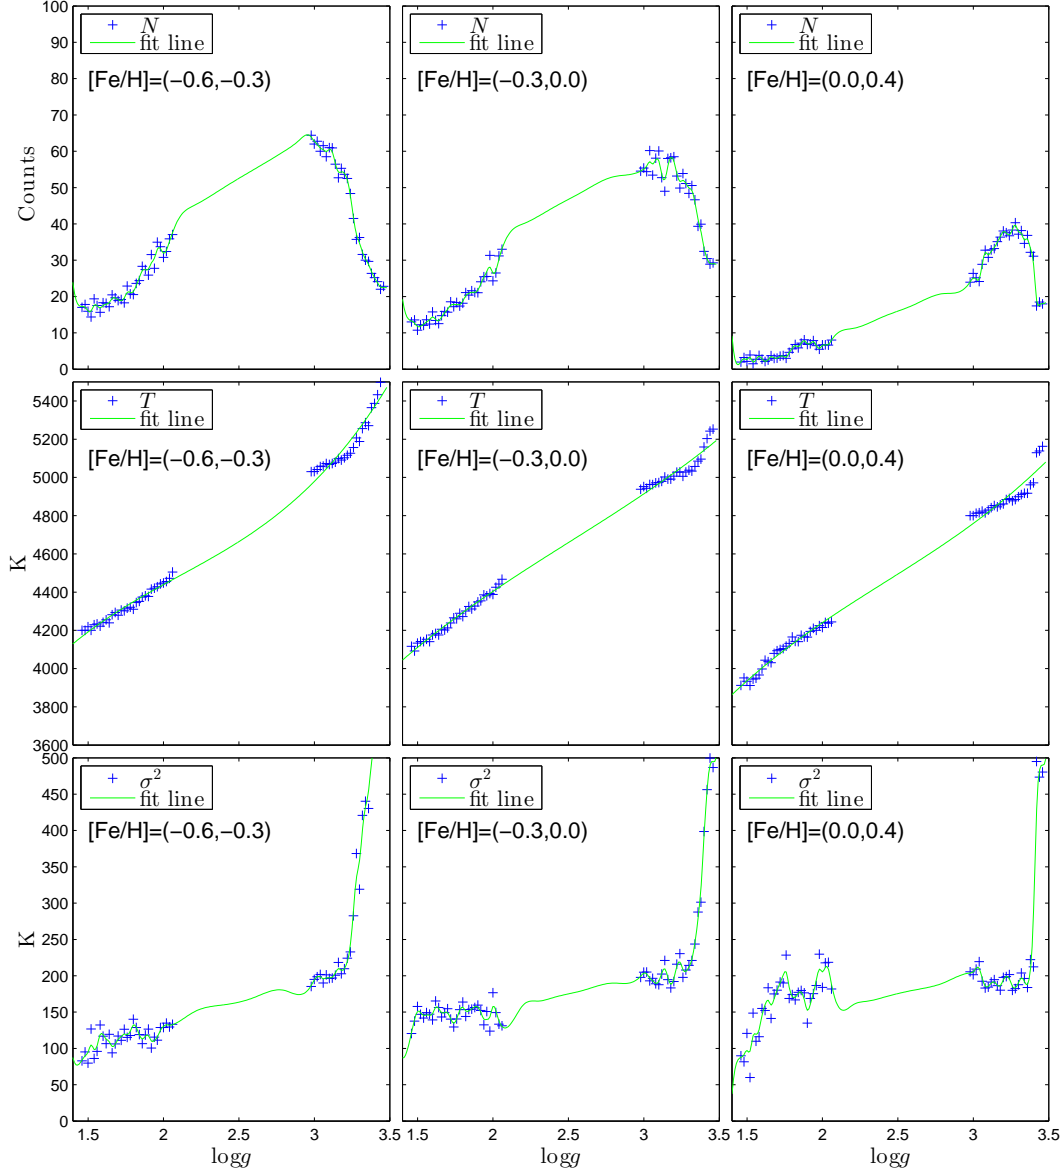 100
90
80
70
60
50
40
30
20
10
0
Counts
N
fit line
[Fe/H]=(−0.6,−0.3)
N
fit line
[Fe/H]=(−0.3,0.0)
N
fit line
[Fe/H]=(0.0,0.4)
5400
5200
5000
4800
4600
4400
4200
4000
3800
3600
K
T
fit line
[Fe/H]=(−0.6,−0.3)
T
fit line
[Fe/H]=(−0.3,0.0)
T
fit line
[Fe/H]=(0.0,0.4)
500
450
400
350
300
250
200
150
100
50
0
K
σ²
fit line
[Fe/H]=(−0.6,−0.3)
σ²
fit line
[Fe/H]=(−0.3,0.0)
σ²
fit line
[Fe/H]=(0.0,0.4)
1.5 2 2.5 3 3.5
1.5 2 2.5 3 3.5
1.5 2 2.5 3 3.5
logg
logg
logg